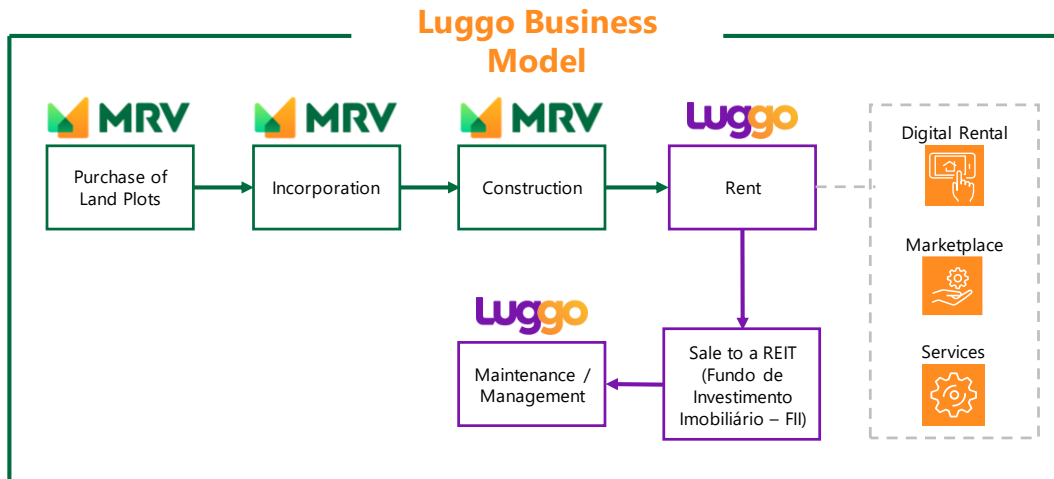 Luggo Business
Model
MRV
MRV
MRV
Luggo
Purchase of
Land Plots
Incorporation
Construction
Rent
Digital Rental
Marketplace
Services
Luggo
Maintenance /
Management
Sale to a REIT
(Fundo de
Investimento
Imobiliário – FII)